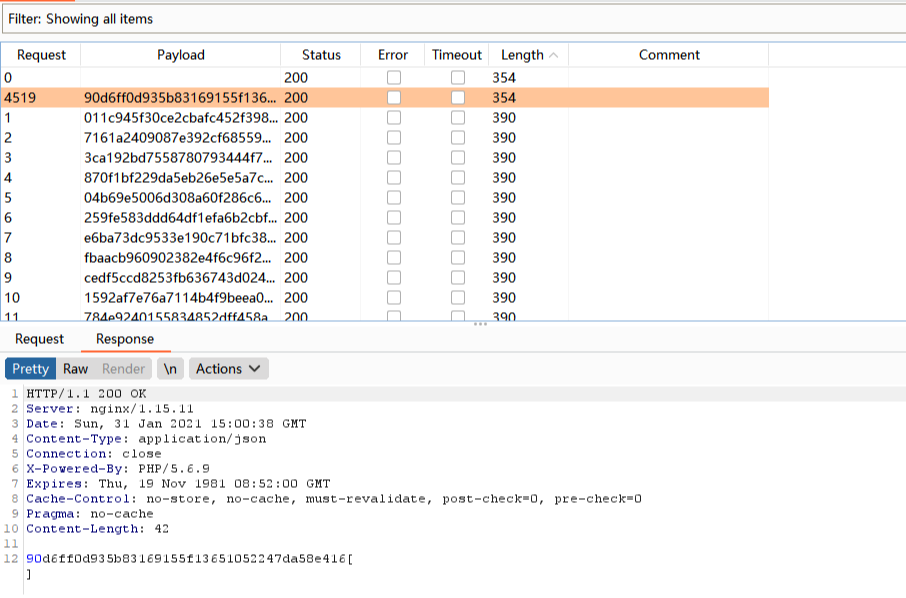 Filter: Showing all items
Request Payload Status Error Timeout Length Comment
0 200 354
4519 90d6ff0d935b83169155f136... 200 354
1 011c945f30ce2cbafc452f398... 200 390
2 7161a2409087e392cf68559... 200 390
3 3ca192bd7558780793444f7... 200 390
4 870f1bf229da5eb26e5e5a7c... 200 390
5 04b69e5006d308a60f286c6... 200 390
6 259fe583ddd64df1efa6b2cbf... 200 390
7 e6ba73dc9533e190c71bfc38... 200 390
8 fbaacb960902382e4f6c96f2... 200 390
9 cedf5ccd8253fb636743d024... 200 390
10 1592af7e76a7114b4f9beea0... 200 390
11 784e9240155834852dff458a 200 390
Request Response
Pretty Raw Render \n Actions
1 HTTP/1.1 200 OK
2 Server: nginx/1.15.11
3 Date: Sun, 31 Jan 2021 15:00:38 GMT
4 Content-Type: application/json
5 Connection: close
6 X-Powered-By: PHP/5.6.9
7 Expires: Thu, 19 Nov 1981 08:52:00 GMT
8 Cache-Control: no-store, no-cache, must-revalidate, post-check=0, pre-check=0
9 Pragma: no-cache
10 Content-Length: 42
11
12 90d6ff0d935b83169155f13651052247da58e416[
]